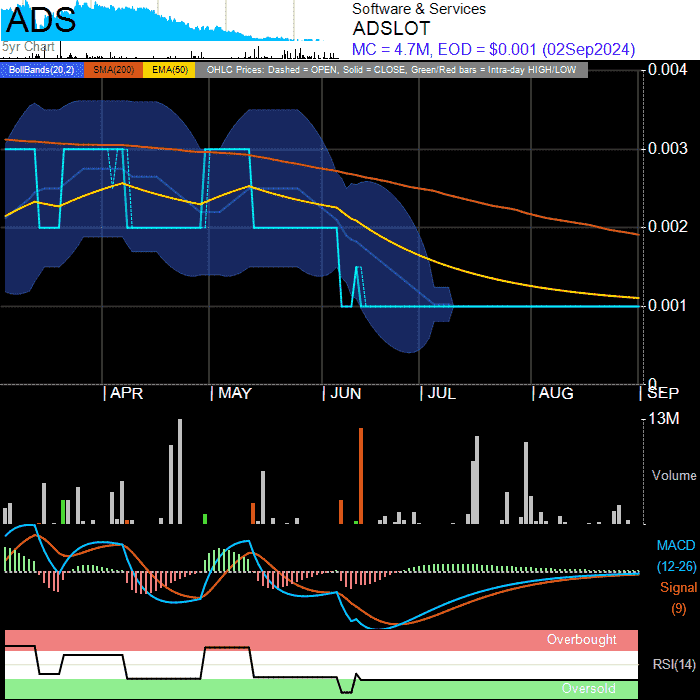 ADS
5yr Chart
Software & Services
ADSLOT
MC = 4.7M, EOD = $0.001 (02Sep2024)
BollBands(20,2) SMA(200) EMA(50) OHLC Prices: Dashed = OPEN, Solid = CLOSE, Green/Red bars = Intra-day HIGH/LOW
0.004
0.003
0.002
0.001
0
APR MAY JUN JUL AUG SEP
13M
Volume
MACD
(12-26)
Signal
(9)
Overbought
RSI(14)
Oversold